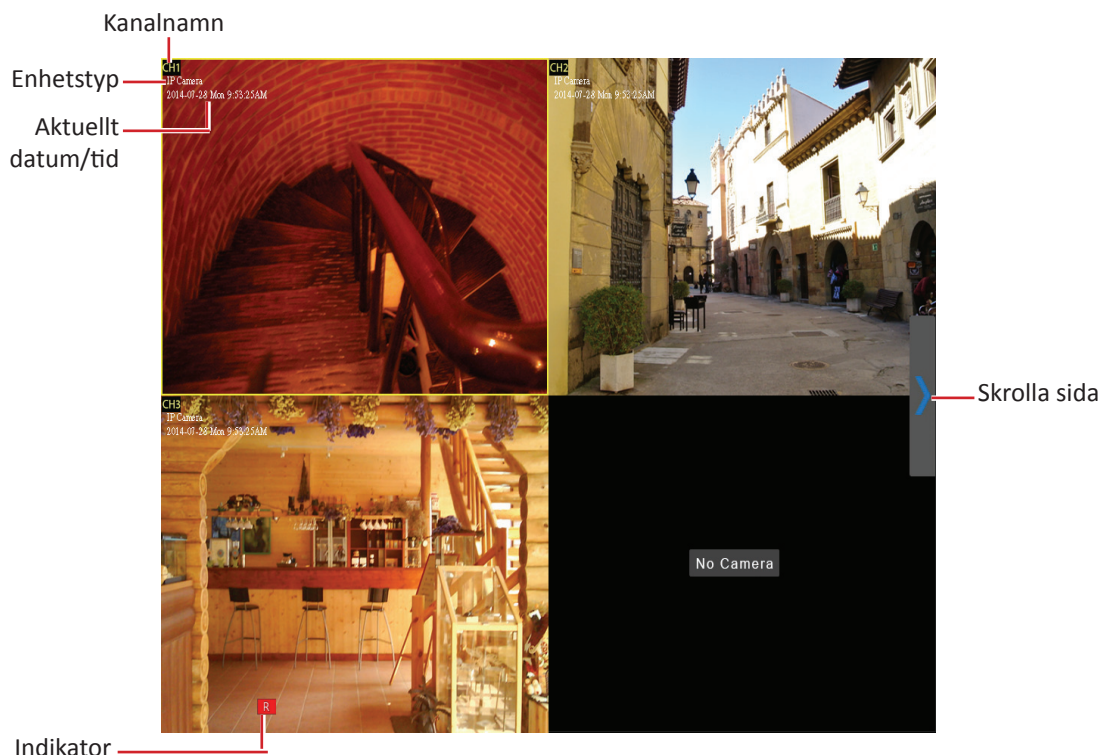 Kanalnamn
Enhetstyp
Aktuellt
datum/tid
CH1
IP Camera
2014-07-28 Mon 9:53:25AM
CH2
IP Camera
2014-07-28 Mon 9:53:25AM
Skrolla sida
CH3
IP Camera
2014-07-28 Mon 9:53:25AM
No Camera
R
Indikator